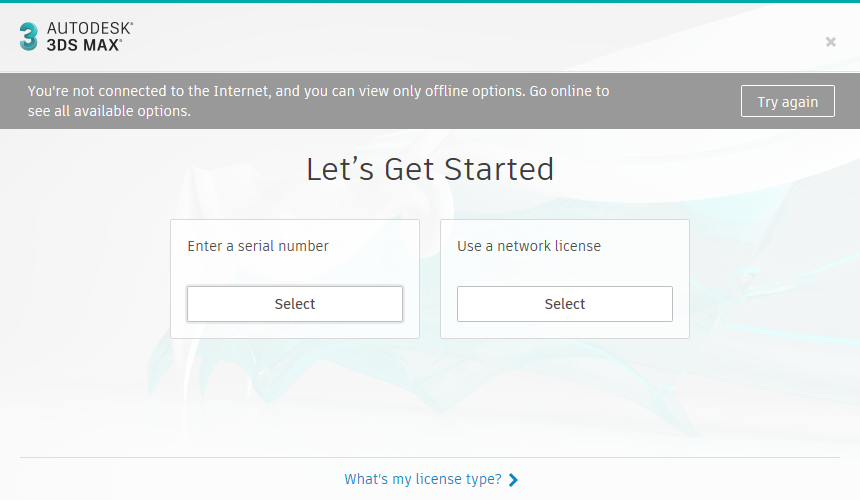 AUTODESK®
3DS MAX®
You're not connected to the Internet, and you can view only offline options. Go online to
see all available options.
Try again
Let’s Get Started
Enter a serial number
Use a network license
Select
Select
What's my license type?